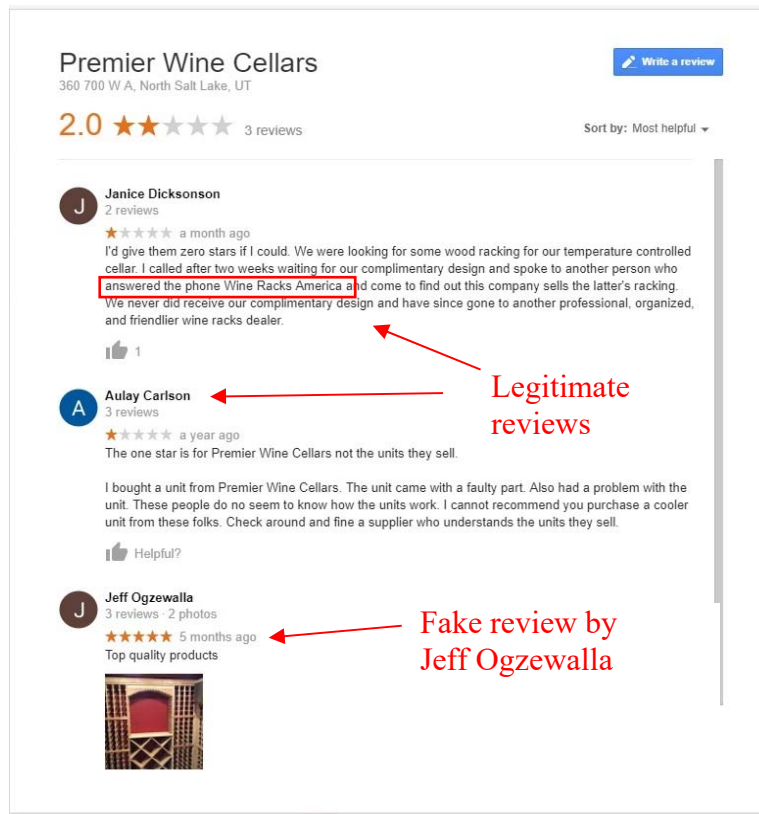 Premier Wine Cellars
Write a review
360 700 W A, North Salt Lake, UT
2.0
3 reviews
Sort by: Most helpful
J
Janice Dicksonson
2 reviews
a month ago
I'd give them zero stars if I could. We were looking for some wood racking for our temperature controlled
cellar. I called after two weeks waiting for our complimentary design and spoke to another person who
answered the phone Wine Racks America and come to find out this company sells the latter's racking.
We never did receive our complimentary design and have since gone to another professional, organized,
and friendlier wine racks dealer.
1
Legitimate
reviews
A
Aulay Carlson
3 reviews
a year ago
The one star is for Premier Wine Cellars not the units they sell.
I bought a unit from Premier Wine Cellars. The unit came with a faulty part. Also had a problem with the
unit. These people do no seem to know how the units work. I cannot recommend you purchase a cooler
unit from these folks. Check around and fine a supplier who understands the units they sell.
Helpful?
J
Jeff Ogzewalla
3 reviews · 2 photos
5 months ago
Top quality products
Fake review by
Jeff Ogzewalla